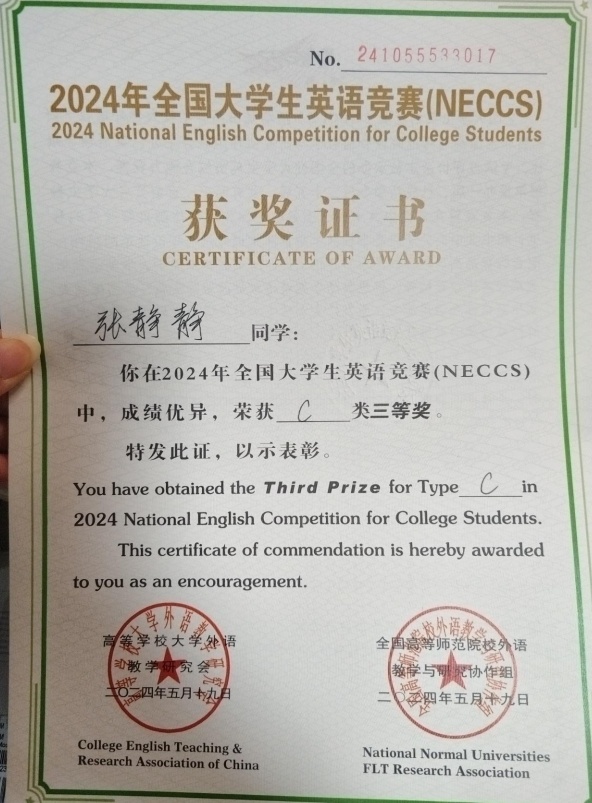 No. 241055533017
2024年全国大学生英语竞赛(NECCS)
2024 National English Competition for College Students
获奖证书
CERTIFICATE OF AWARD
张静静 同学:
你在2024年全国大学生英语竞赛(NECCS)
中，成绩优异，荣获 C 类三等奖。
特发此证，以示表彰。
You have obtained the Third Prize for Type C in
2024 National English Competition for College Students.
This certificate of commendation is hereby awarded
to you as an encouragement.
高等学校大学外语
教学研究会
二〇二四年五月十九日
College English Teaching &
Research Association of China
全国高等师范院校外语
教学与研究协作组
二〇二四年五月十九日
National Normal Universities
FLT Research Association